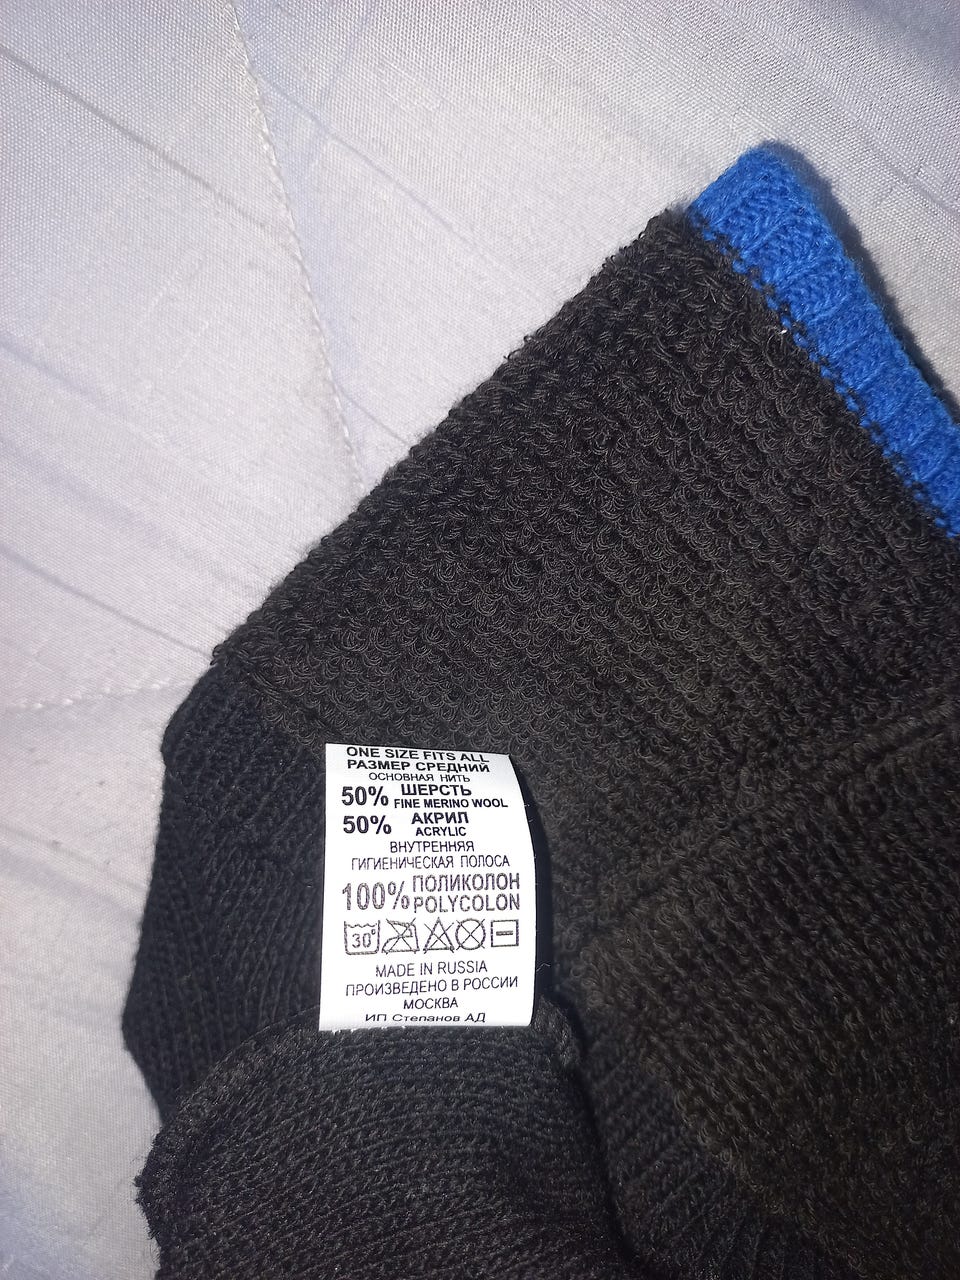 ONE SIZE FITS ALL
РАЗМЕР СРЕДНИЙ
ОСНОВНАЯ НИТЬ
50% ШЕРСТЬ
FINE MERINO WOOL
50% АКРИЛ
ACRYLIC
ВНУТРЕННЯЯ
ГИГИЕНИЧЕСКАЯ ПОЛОСА
100% ПОЛИКОЛОН
POLYCOLON
30°
MADE IN RUSSIA
ПРОИЗВЕДЕНО В РОССИИ
МОСКВА
ИП Степанов АД